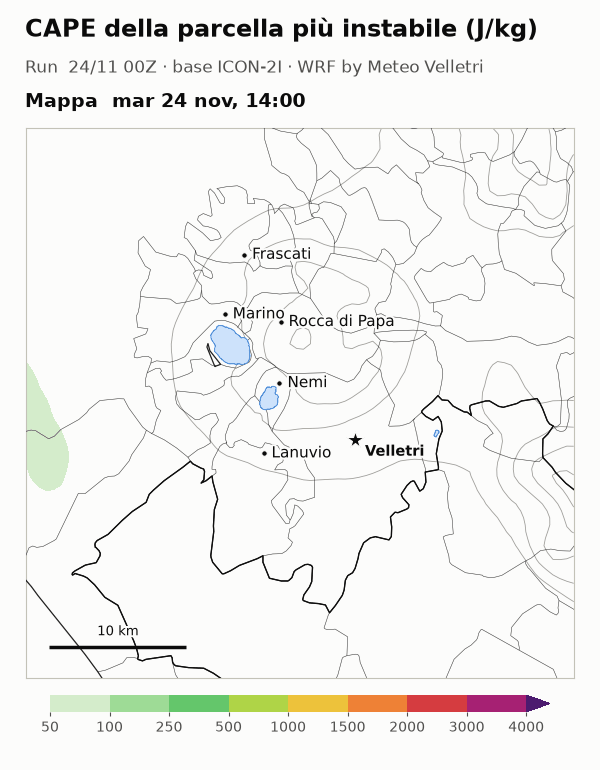 CAPE della parcella più instabile (J/kg)
Run  24/11 00Z · base ICON-2I · WRF by Meteo Velletri
Mappa  mar 24 nov, 14:00
Frascati
Marino
Rocca di Papa
Nemi
Velletri
Lanuvio
10 km
50 100 250 500 1000 1500 2000 3000 4000